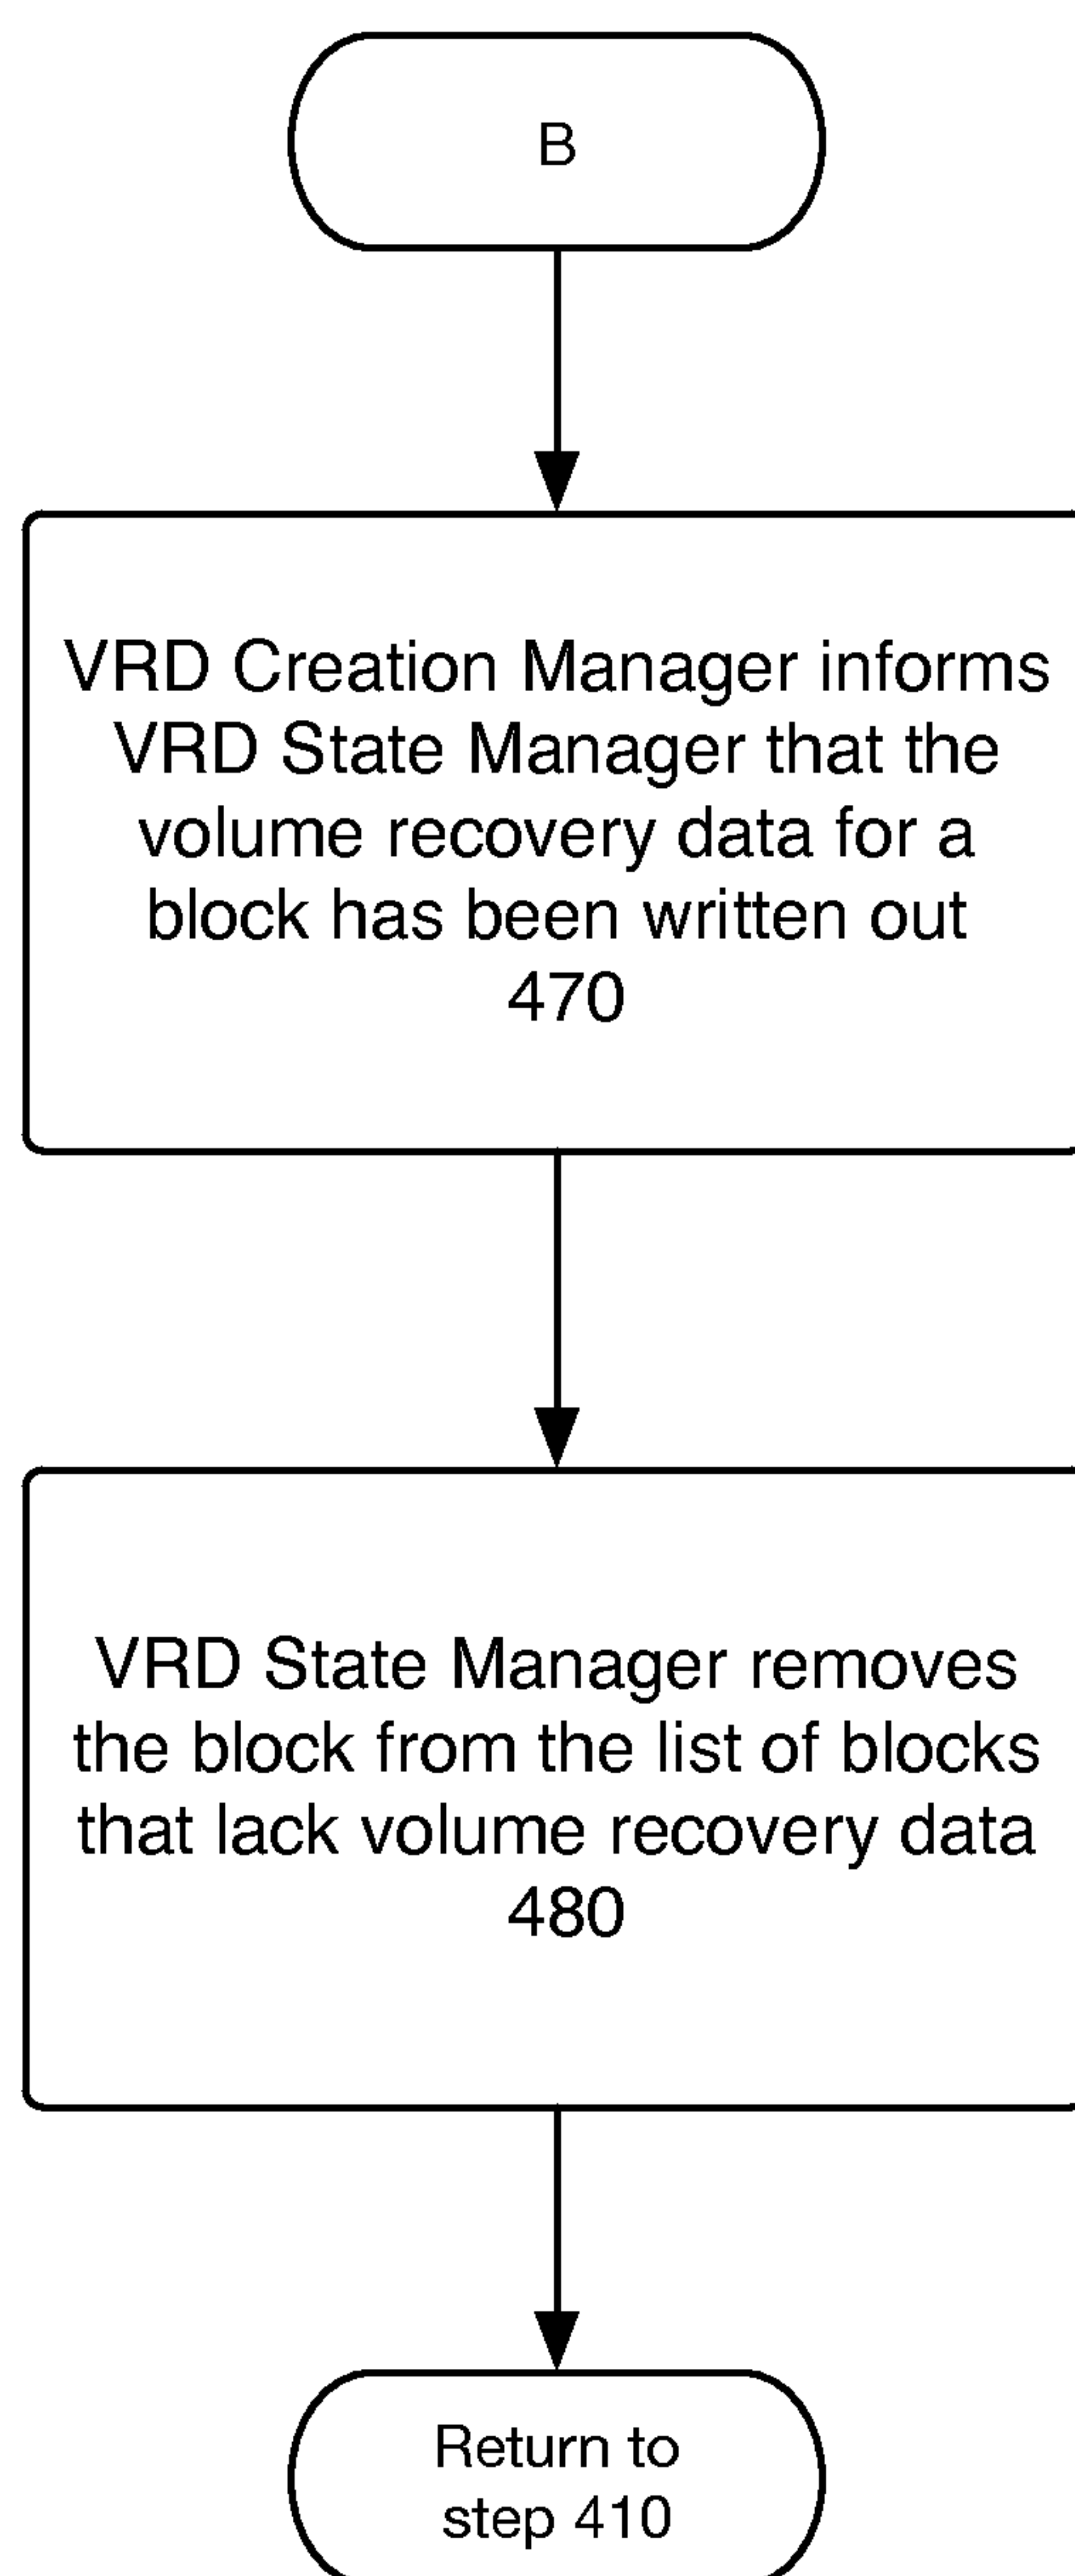 B
VRD Creation Manager informs
VRD State Manager that the
volume recovery data for a
block has been written out
470
VRD State Manager removes
the block from the list of blocks
that lack volume recovery data
480
Return to
step 410